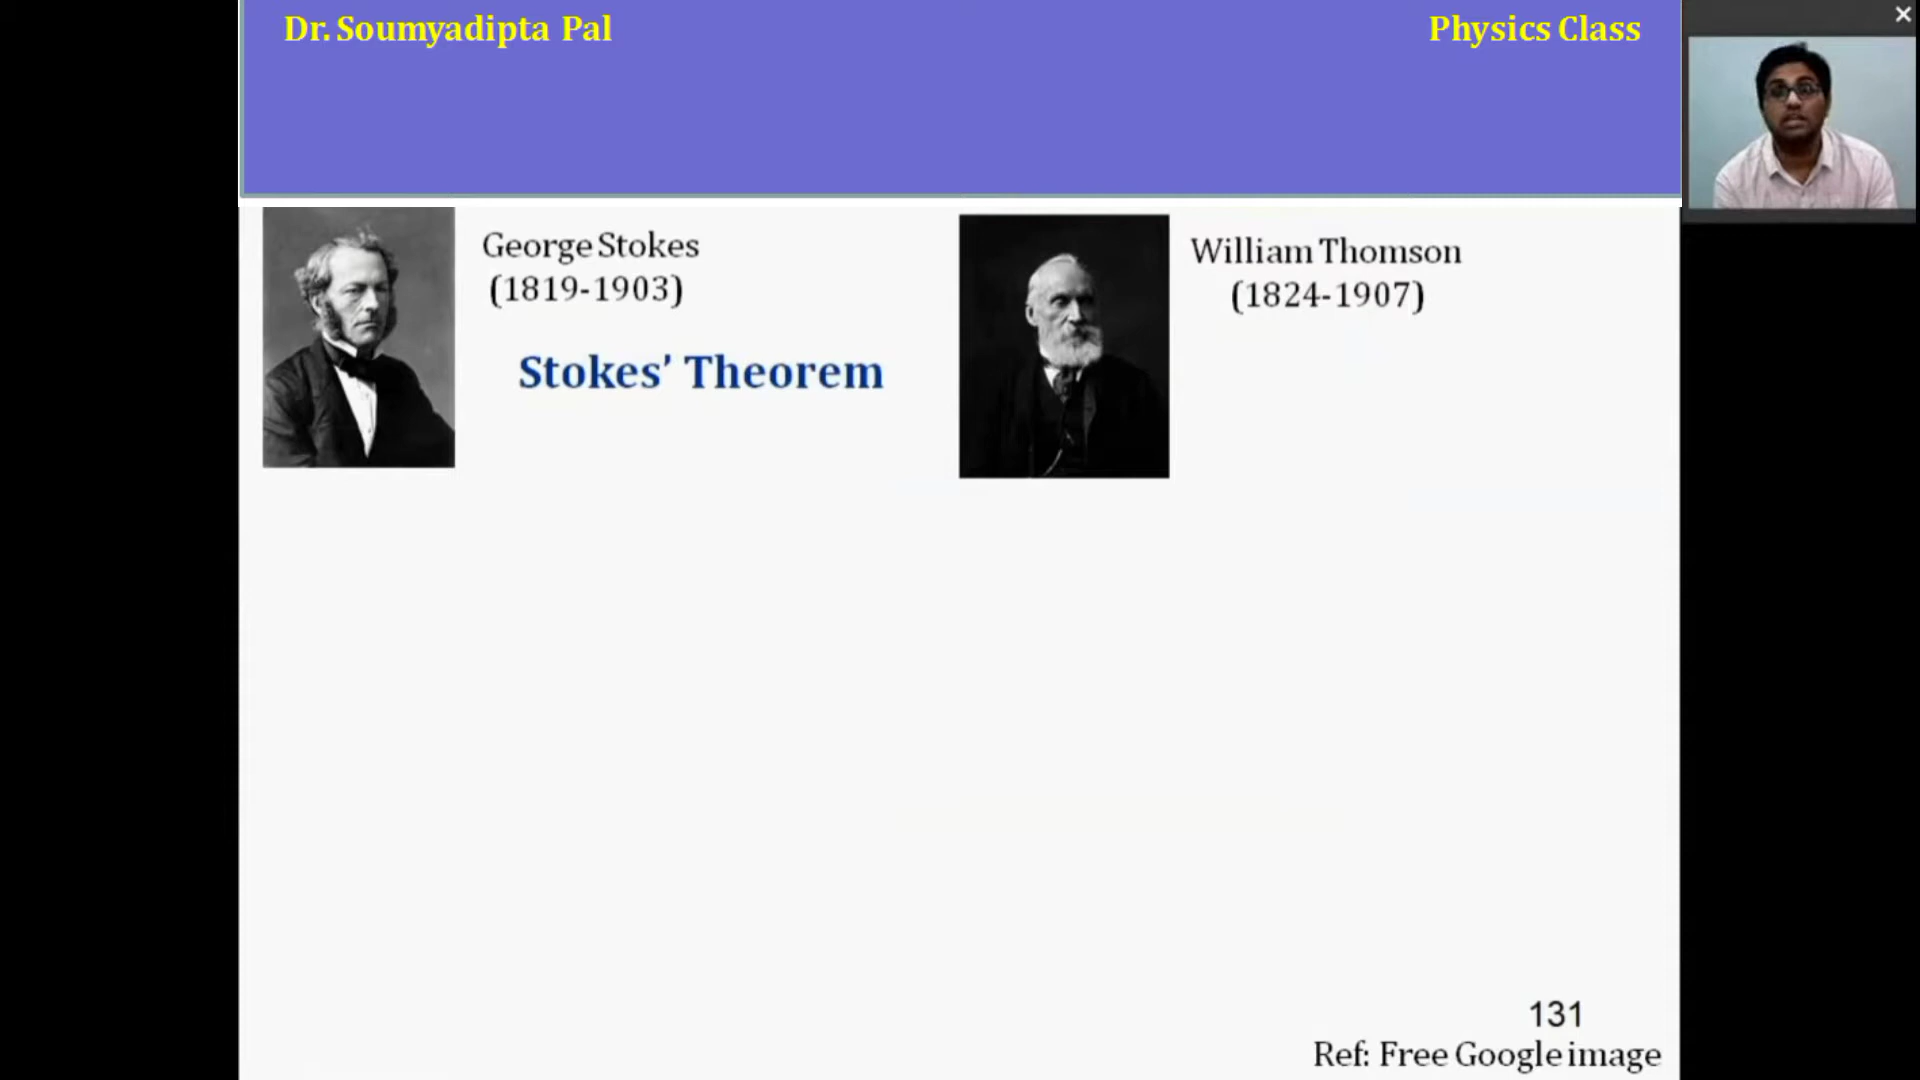 Dr. Soumyadipta Pal
Physics Class
George Stokes
(1819-1903)
William Thomson
(1824-1907)
Stokes’ Theorem
131
Ref: Free Google image